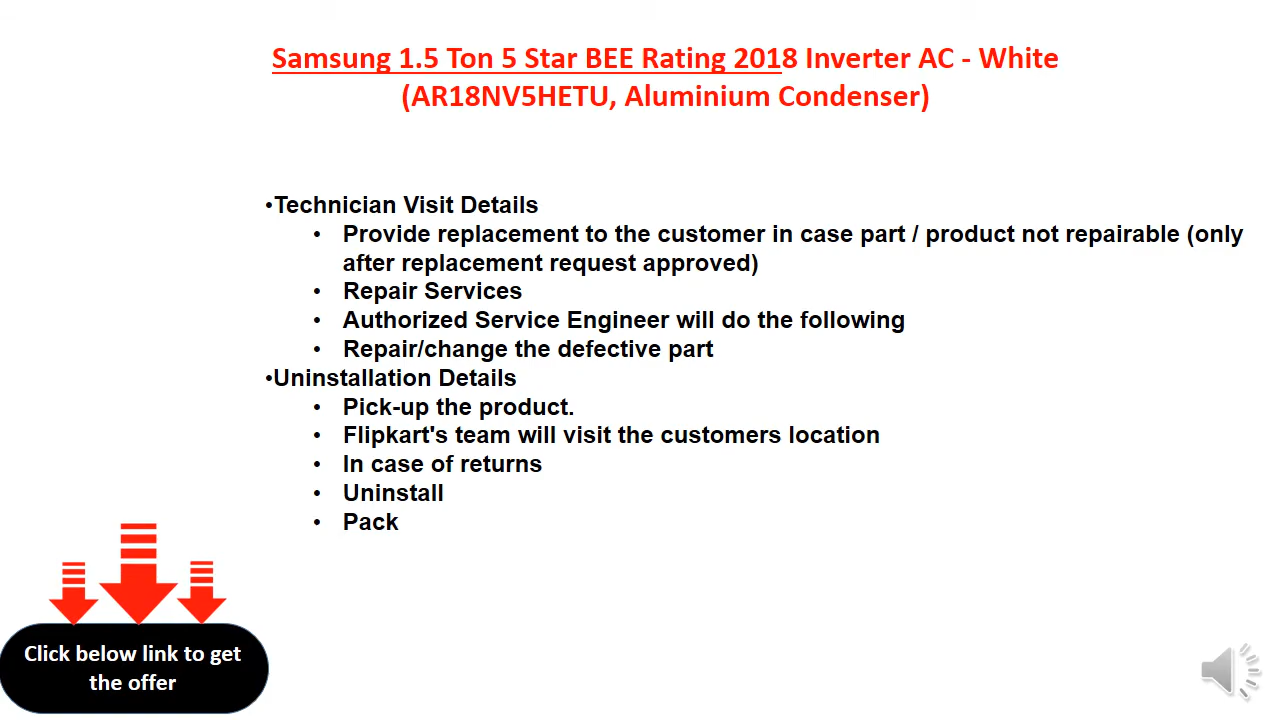 Samsung 1.5 Ton 5 Star BEE Rating 2018 Inverter AC - White
(AR18NV5HETU, Aluminium Condenser)
•Technician Visit Details
• Provide replacement to the customer in case part / product not repairable (only
after replacement request approved)
• Repair Services
• Authorized Service Engineer will do the following
• Repair/change the defective part
•Uninstallation Details
• Pick-up the product.
• Flipkart's team will visit the customers location
• In case of returns
• Uninstall
• Pack
Click below link to get
the offer